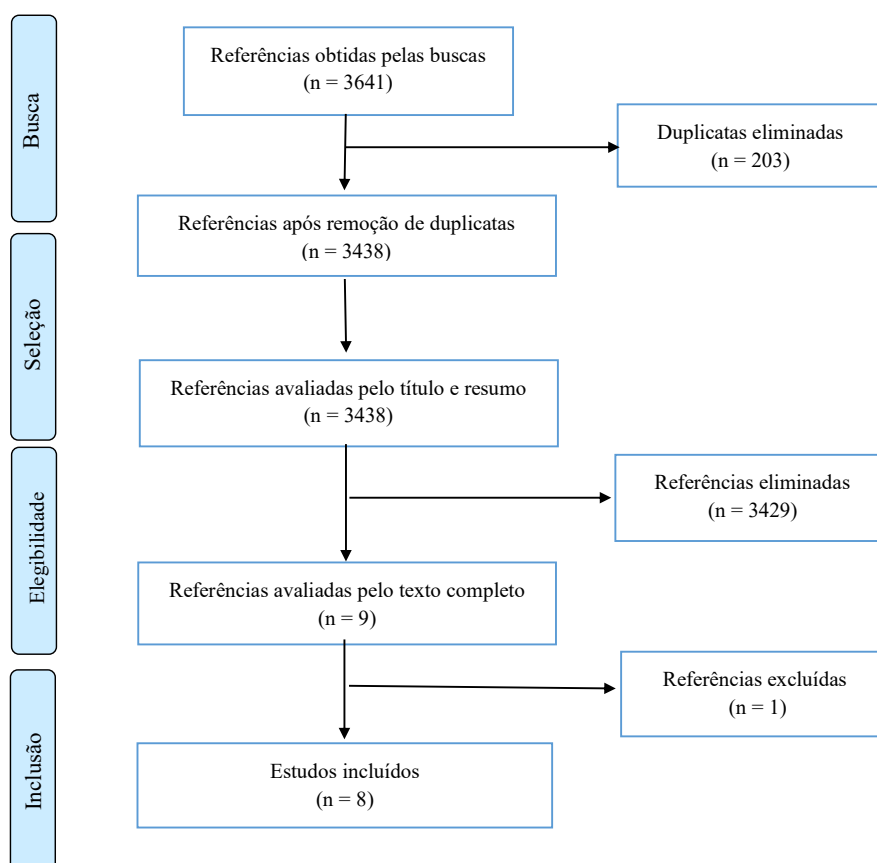 Busca
Referências obtidas pelas buscas
(n = 3641)
Duplicatas eliminadas
(n = 203)
Referências após remoção de duplicatas
(n = 3438)
Seleção
Referências avaliadas pelo título e resumo
(n = 3438)
Elegibilidade
Referências eliminadas
(n = 3429)
Referências avaliadas pelo texto completo
(n = 9)
Inclusão
Referências excluídas
(n = 1)
Estudos incluídos
(n = 8)